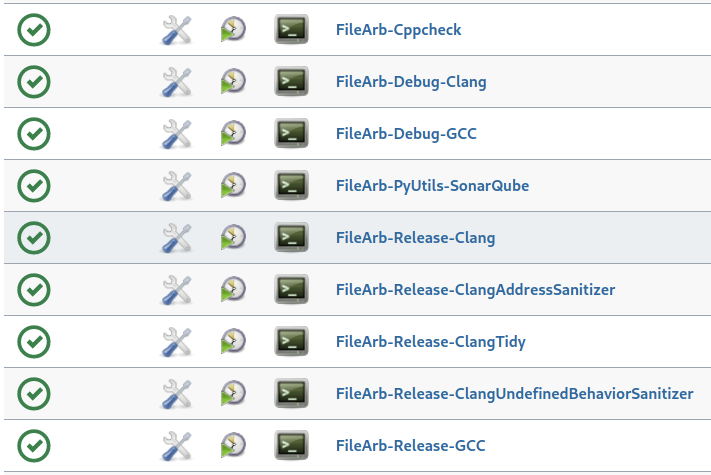 FileArb-Cppcheck
FileArb-Debug-Clang
FileArb-Debug-GCC
FileArb-PyUtils-SonarQube
FileArb-Release-Clang
FileArb-Release-ClangAddressSanitizer
FileArb-Release-ClangTidy
FileArb-Release-ClangUndefinedBehaviorSanitizer
FileArb-Release-GCC